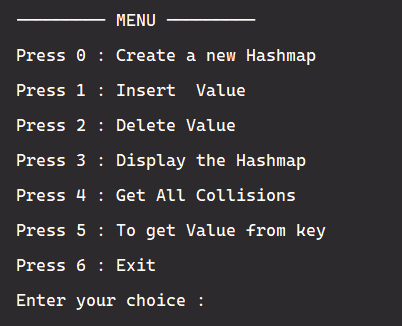 ───────── MENU ─────────
Press 0 : Create a new Hashmap
Press 1 : Insert  Value
Press 2 : Delete Value
Press 3 : Display the Hashmap
Press 4 : Get All Collisions
Press 5 : To get Value from key
Press 6 : Exit
Enter your choice :